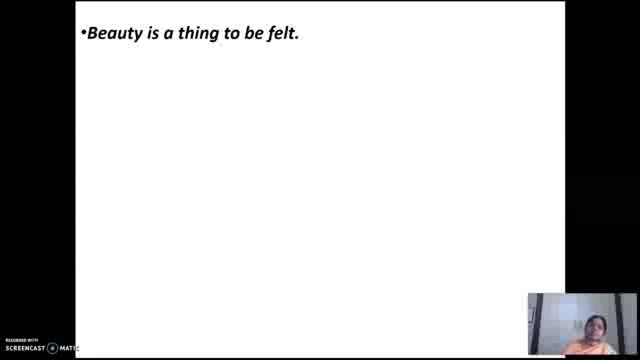 •Beauty is a thing to be felt.
RECORDED WITH
SCREENCAST MATIC